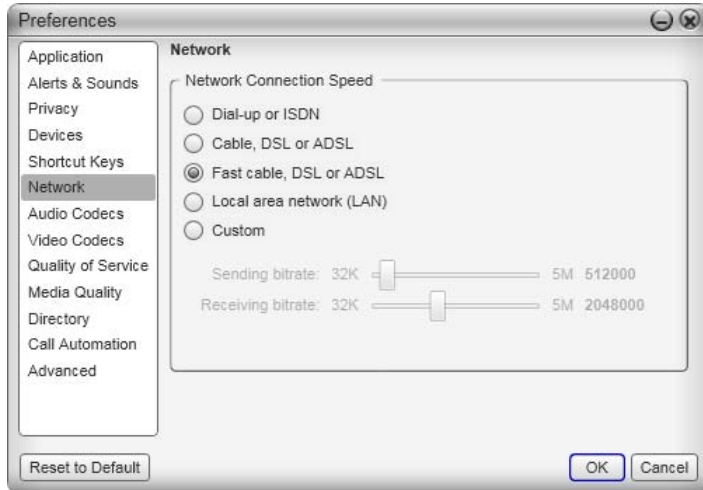 Preferences
Application
Alerts & Sounds
Privacy
Devices
Shortcut Keys
Network
Audio Codecs
Video Codecs
Quality of Service
Media Quality
Directory
Call Automation
Advanced
Network
Network Connection Speed
Dial-up or ISDN
Cable, DSL or ADSL
Fast cable, DSL or ADSL
Local area network (LAN)
Custom
Sending bitrate: 32K 5M 512000
Receiving bitrate: 32K 5M 2048000
Reset to Default OK Cancel